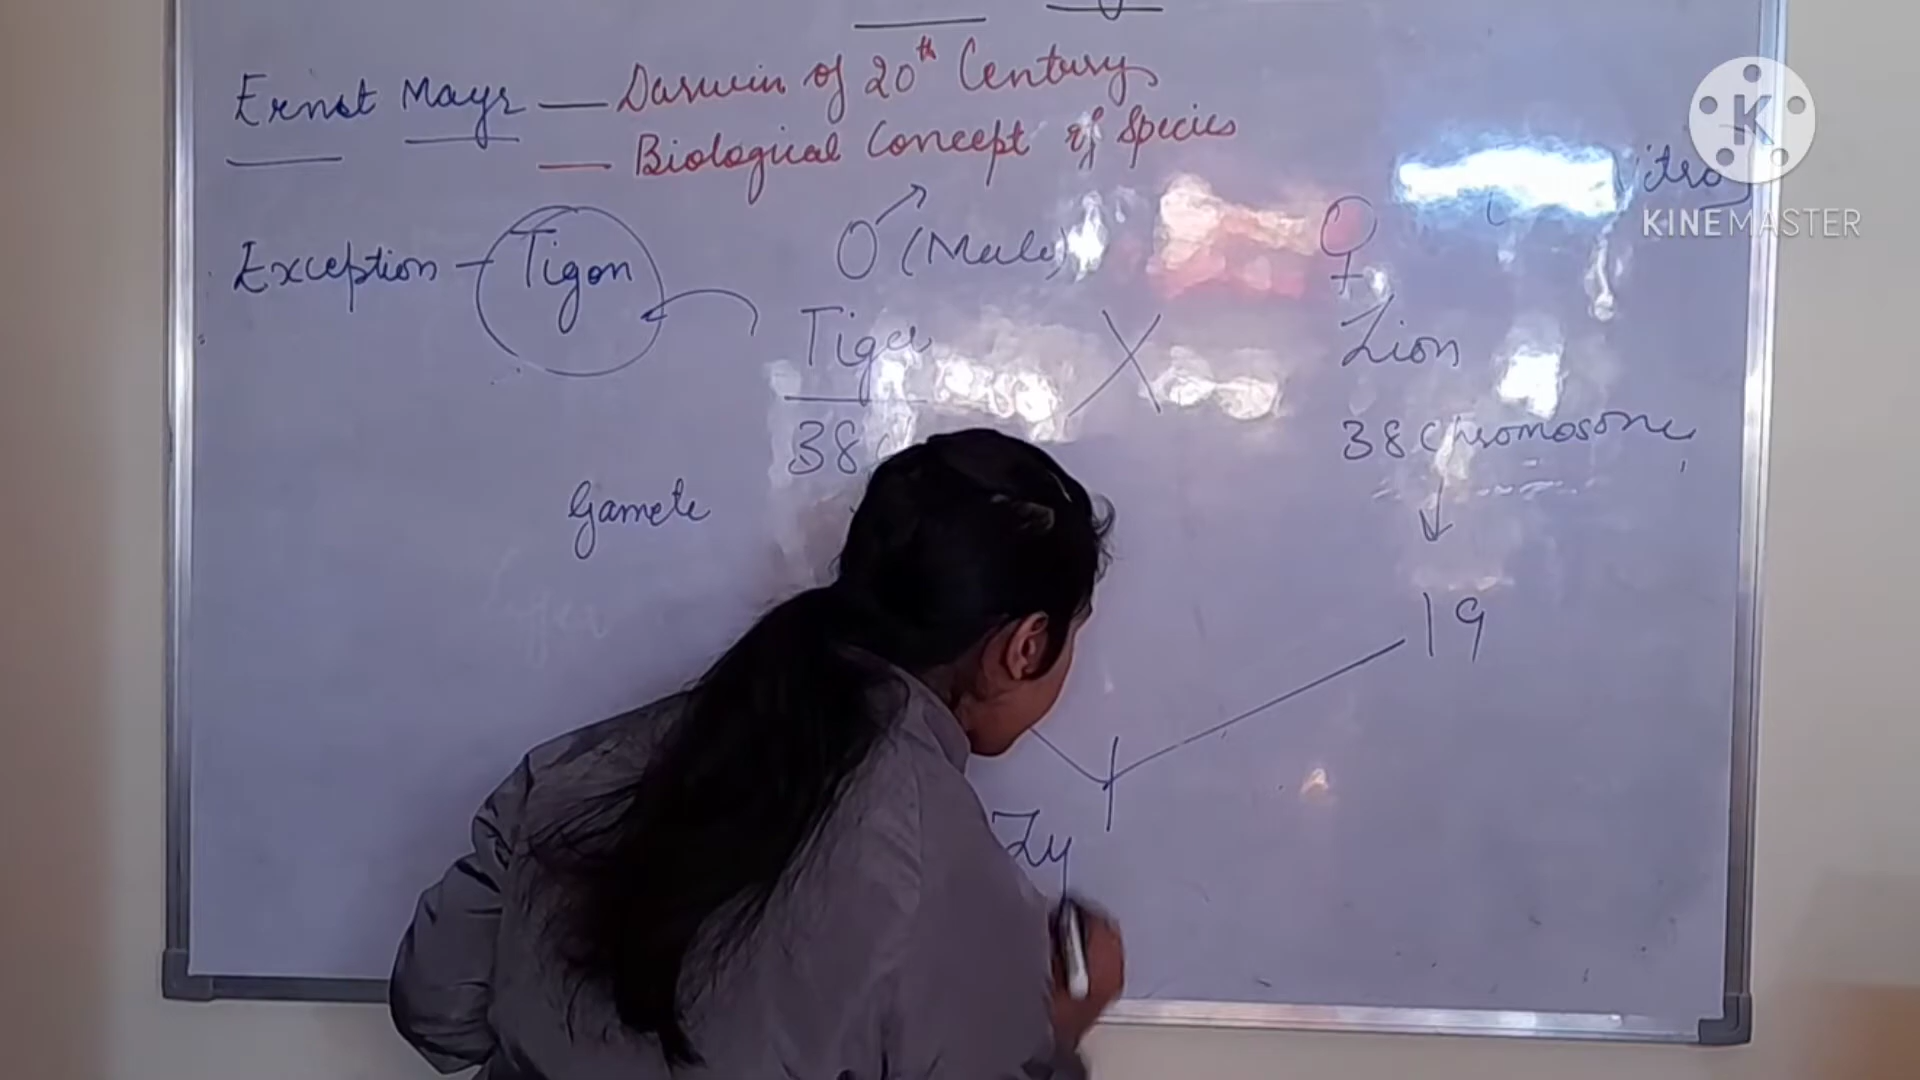 Ernst Mayr — Darwin of 20th Century
— Biological Concept of Species
Exception - Tigon
(Male)
Tiger X Lion
38
38 Chromosome
Gamete
19
Zy
K
KINEMASTER